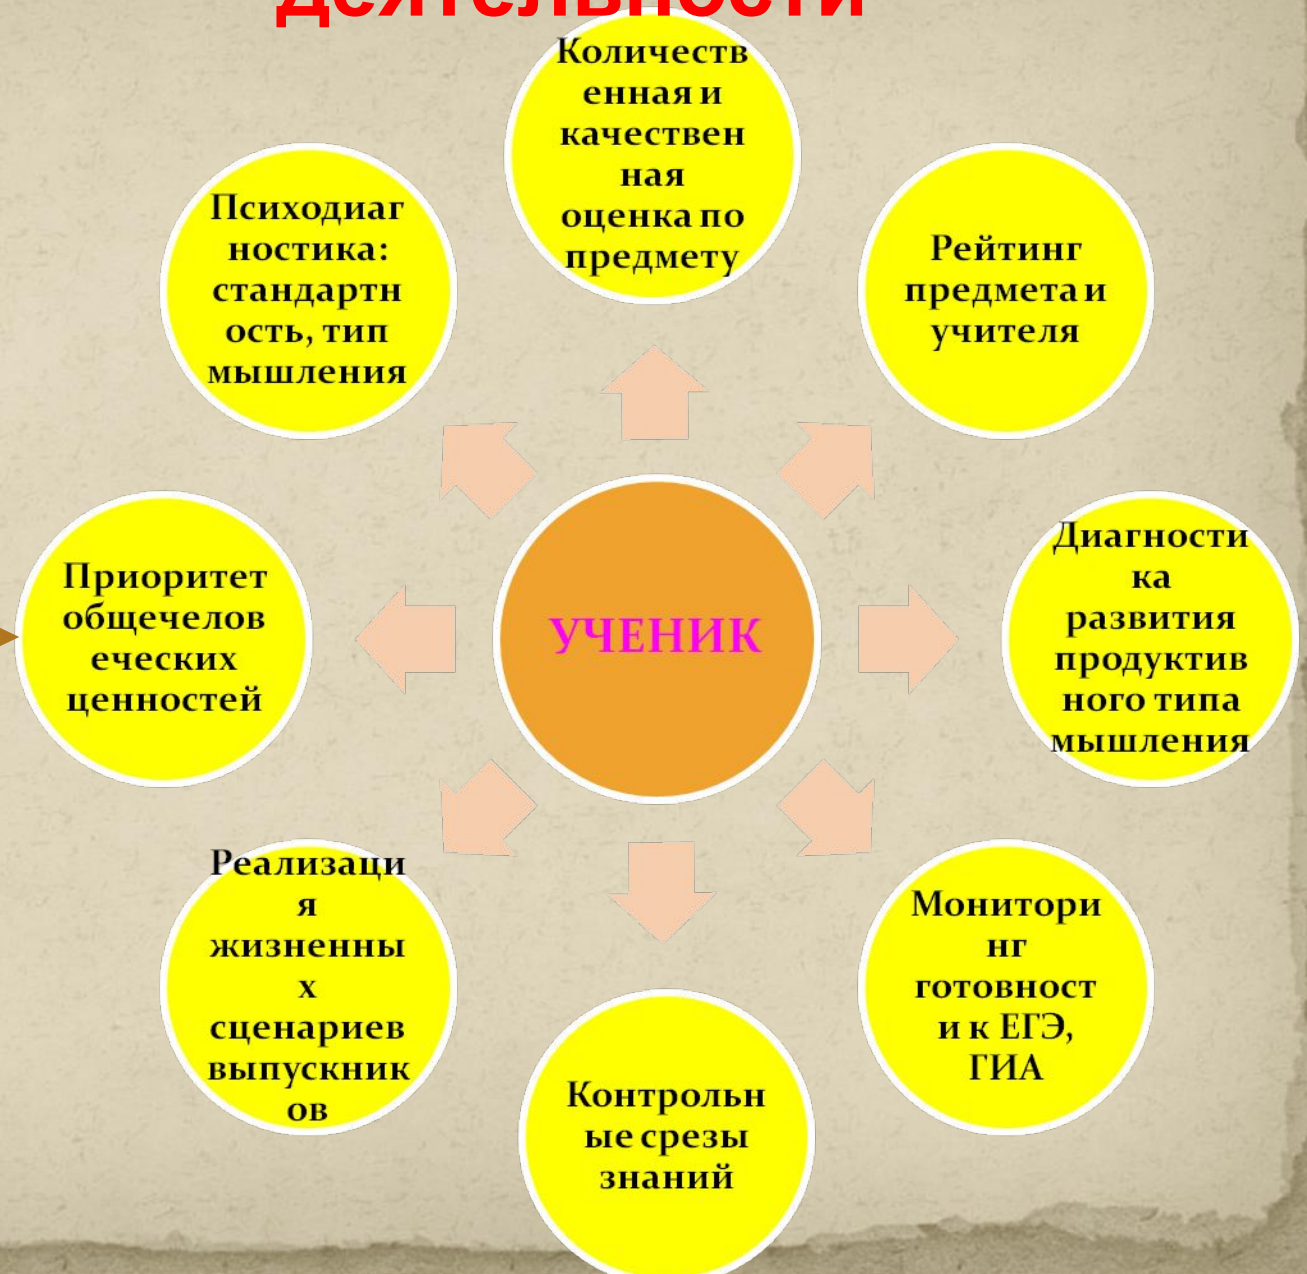 деятельности
Количеств
енная и
качествен
ная
оценка по
предмету
Рейтинг
предмета и
учителя
Диагности
ка
развития
продуктив
ного типа
мышления
Мониторин
нг
готовност
и к ЕГЭ,
ГИА
Контрольн
ые срезы
знаний
Реализаци
я
жизненны
х
сценариев
выпускник
ов
Приоритет
общечелов
еческих
ценностей
Психодиаг
ностика:
стандартн
ость, тип
мышления
УЧЕНИК